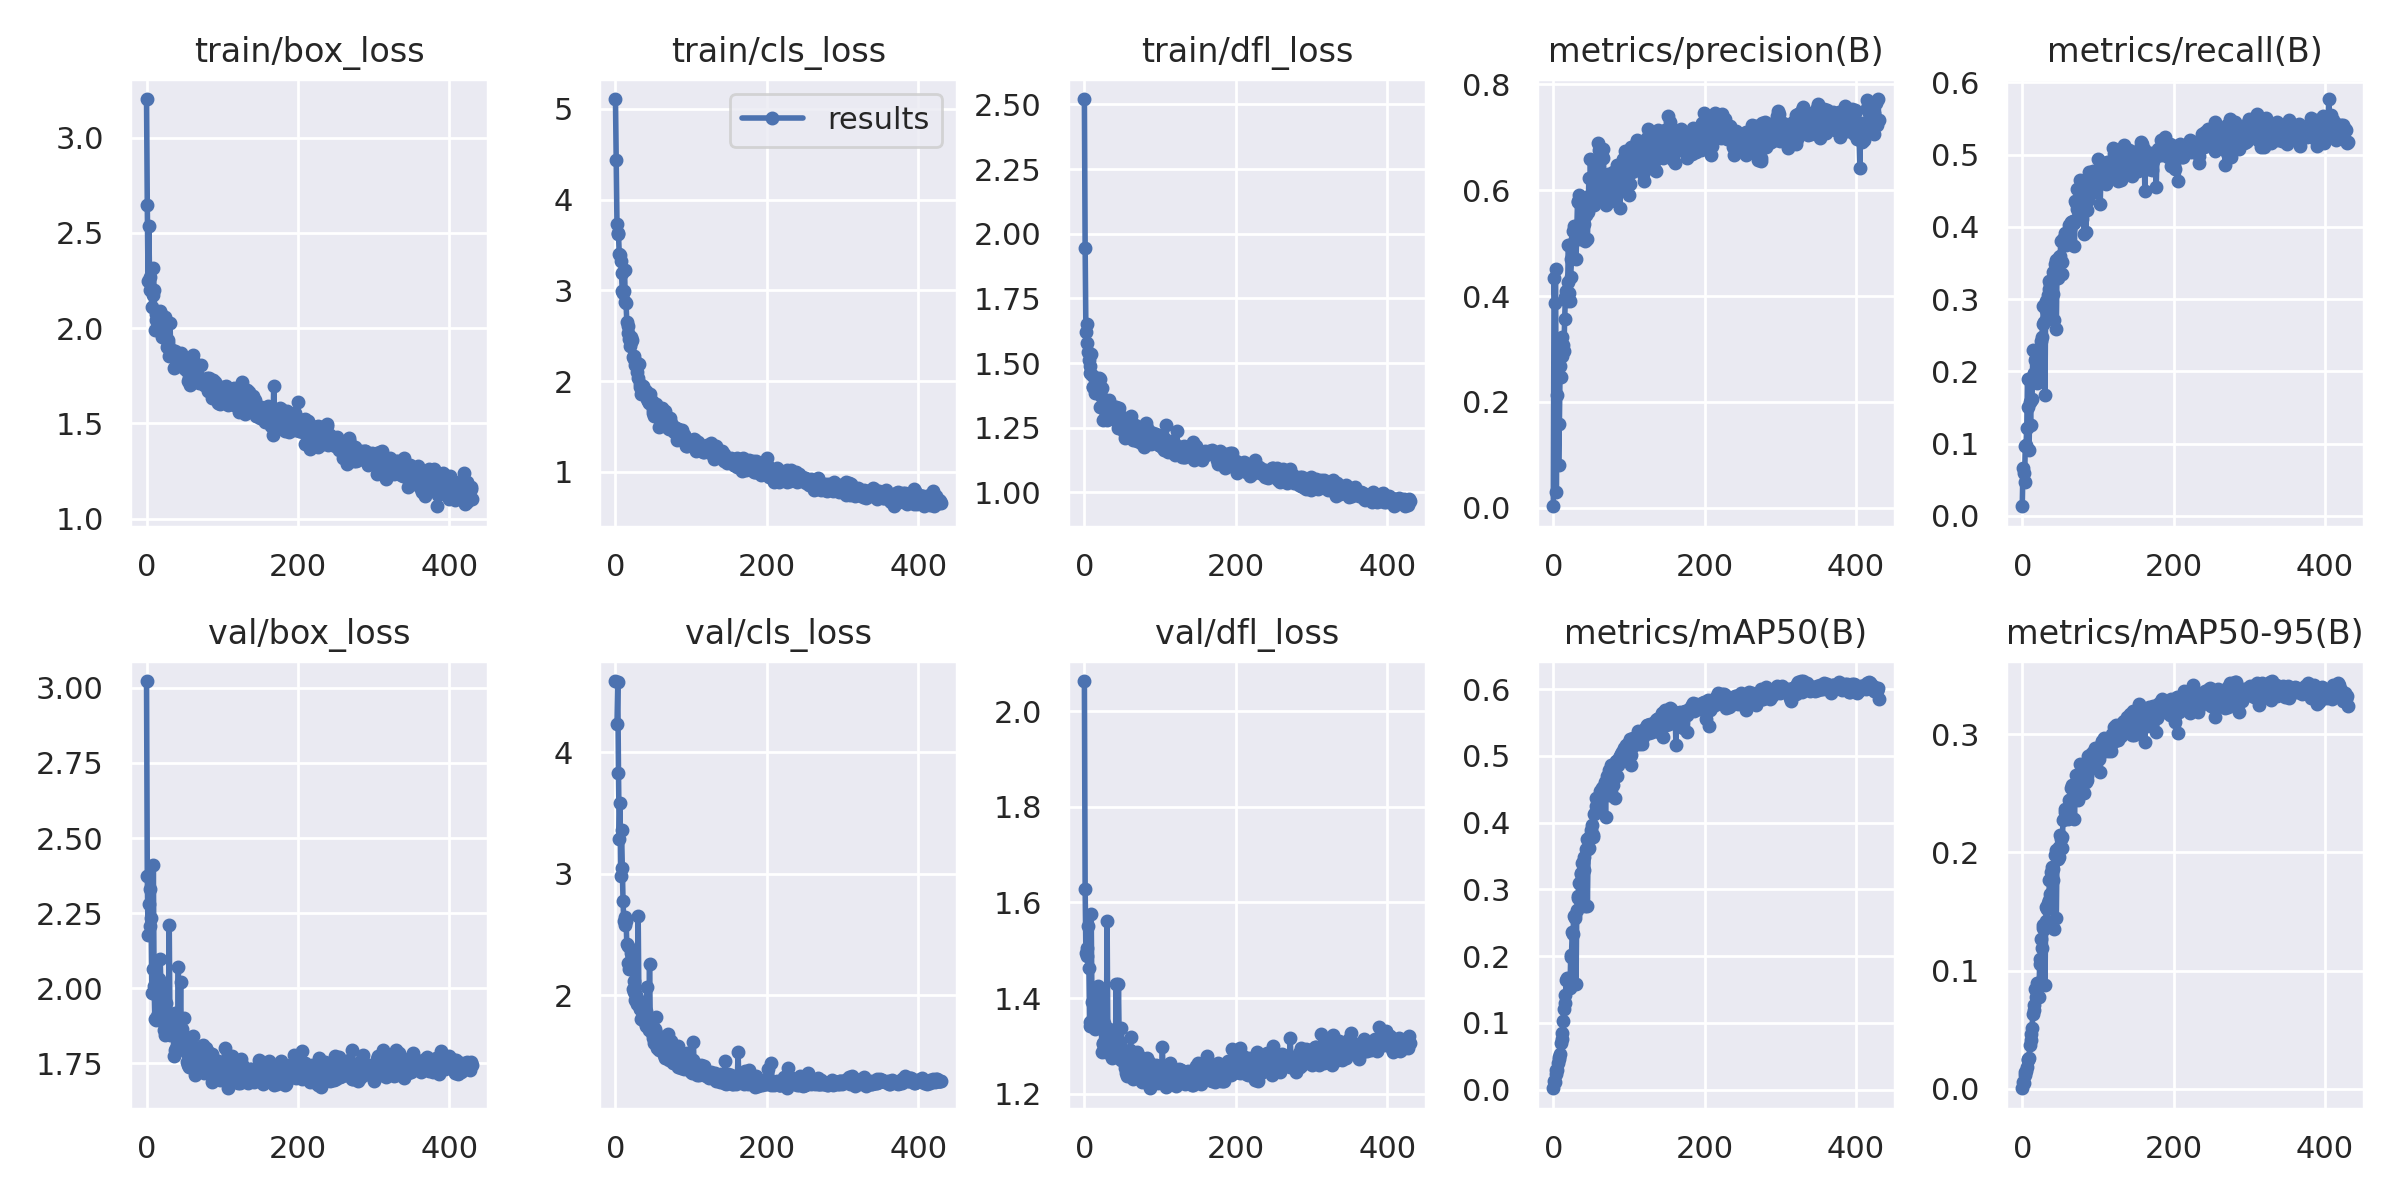 train/box_loss
3.0
2.5
2.0
1.5
1.0
0 200 400
train/cls_loss
results
5
4
3
2
1
0 200 400
train/dfl_loss
2.50
2.25
2.00
1.75
1.50
1.25
1.00
0 200 400
metrics/precision(B)
0.8
0.6
0.4
0.2
0.0
0 200 400
metrics/recall(B)
0.6
0.5
0.4
0.3
0.2
0.1
0.0
0 200 400
val/box_loss
3.00
2.75
2.50
2.25
2.00
1.75
0 200 400
val/cls_loss
4
3
2
0 200 400
val/dfl_loss
2.0
1.8
1.6
1.4
1.2
0 200 400
metrics/mAP50(B)
0.6
0.5
0.4
0.3
0.2
0.1
0.0
0 200 400
metrics/mAP50-95(B)
0.3
0.2
0.1
0.0
0 200 400